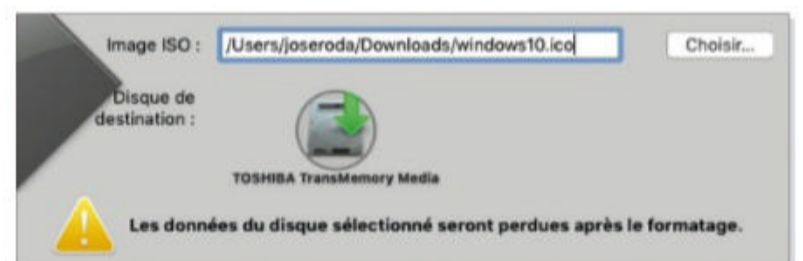 Image ISO : /Users/joseroda/Downloads/windows10.ico Choisir...
Disque de
destination :
TOSHIBA TransMemory Media
Les données du disque sélectionné seront perdues après le formatage.